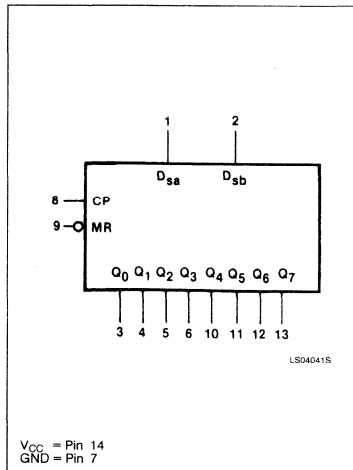 1 2
Dsa Dsb
8 CP
9 MR
Q0 Q1 Q2 Q3 Q4 Q5 Q6 Q7
3 4 5 6 10 11 12 13
LS04041S
VCC = Pin 14
GND = Pin 7